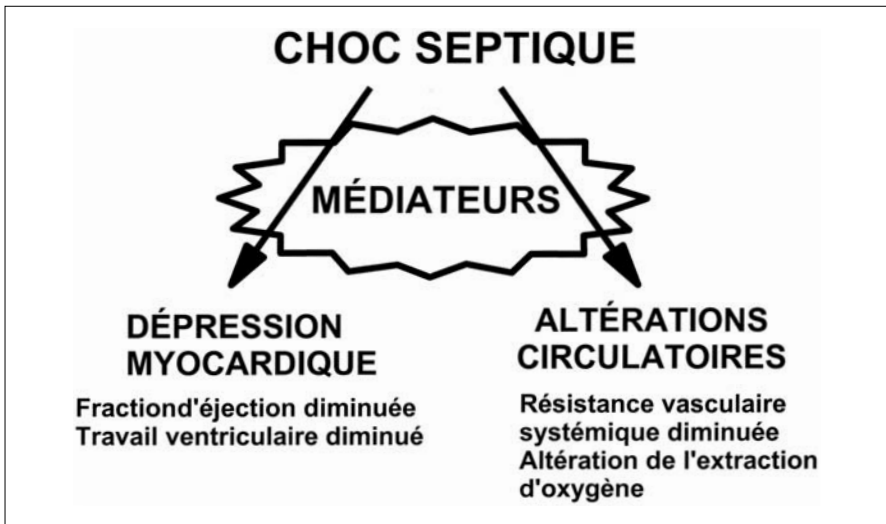 CHOC SEPTIQUE
MÉDIATEURS
DÉPRESSION
MYOCARDIQUE
Fractiond'éjection diminuée
Travail ventriculaire diminué
ALTÉRATIONS
CIRCULATOIRES
Résistance vasculaire
systémique diminuée
Altération de l'extraction
d'oxygène